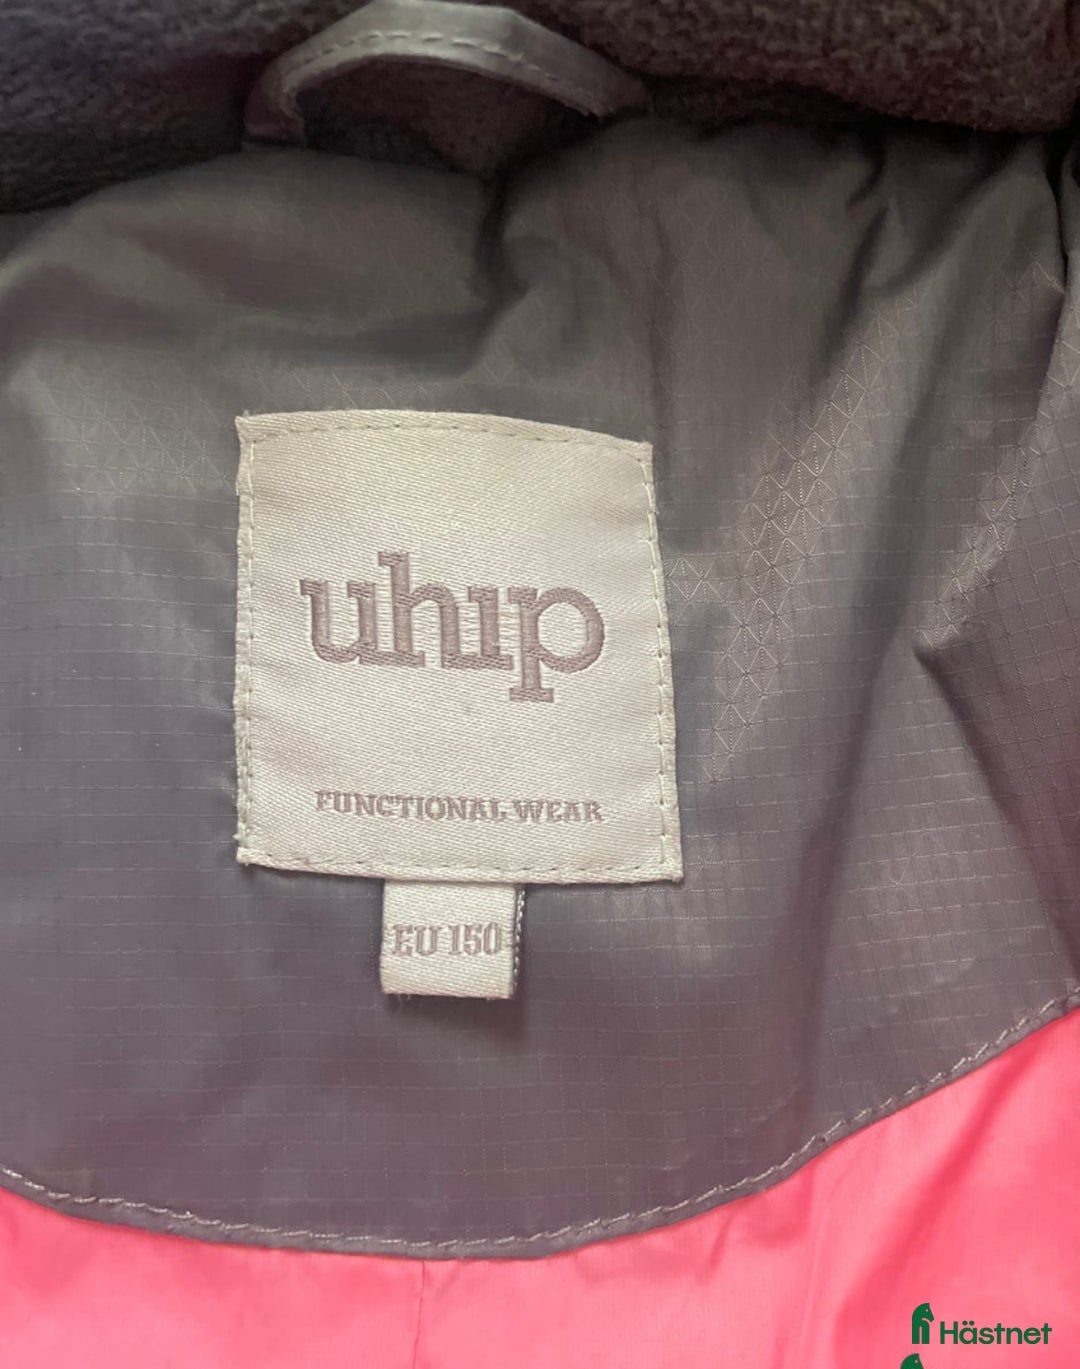 uhip
FUNCTIONAL WEAR
EU 150
Hästnet